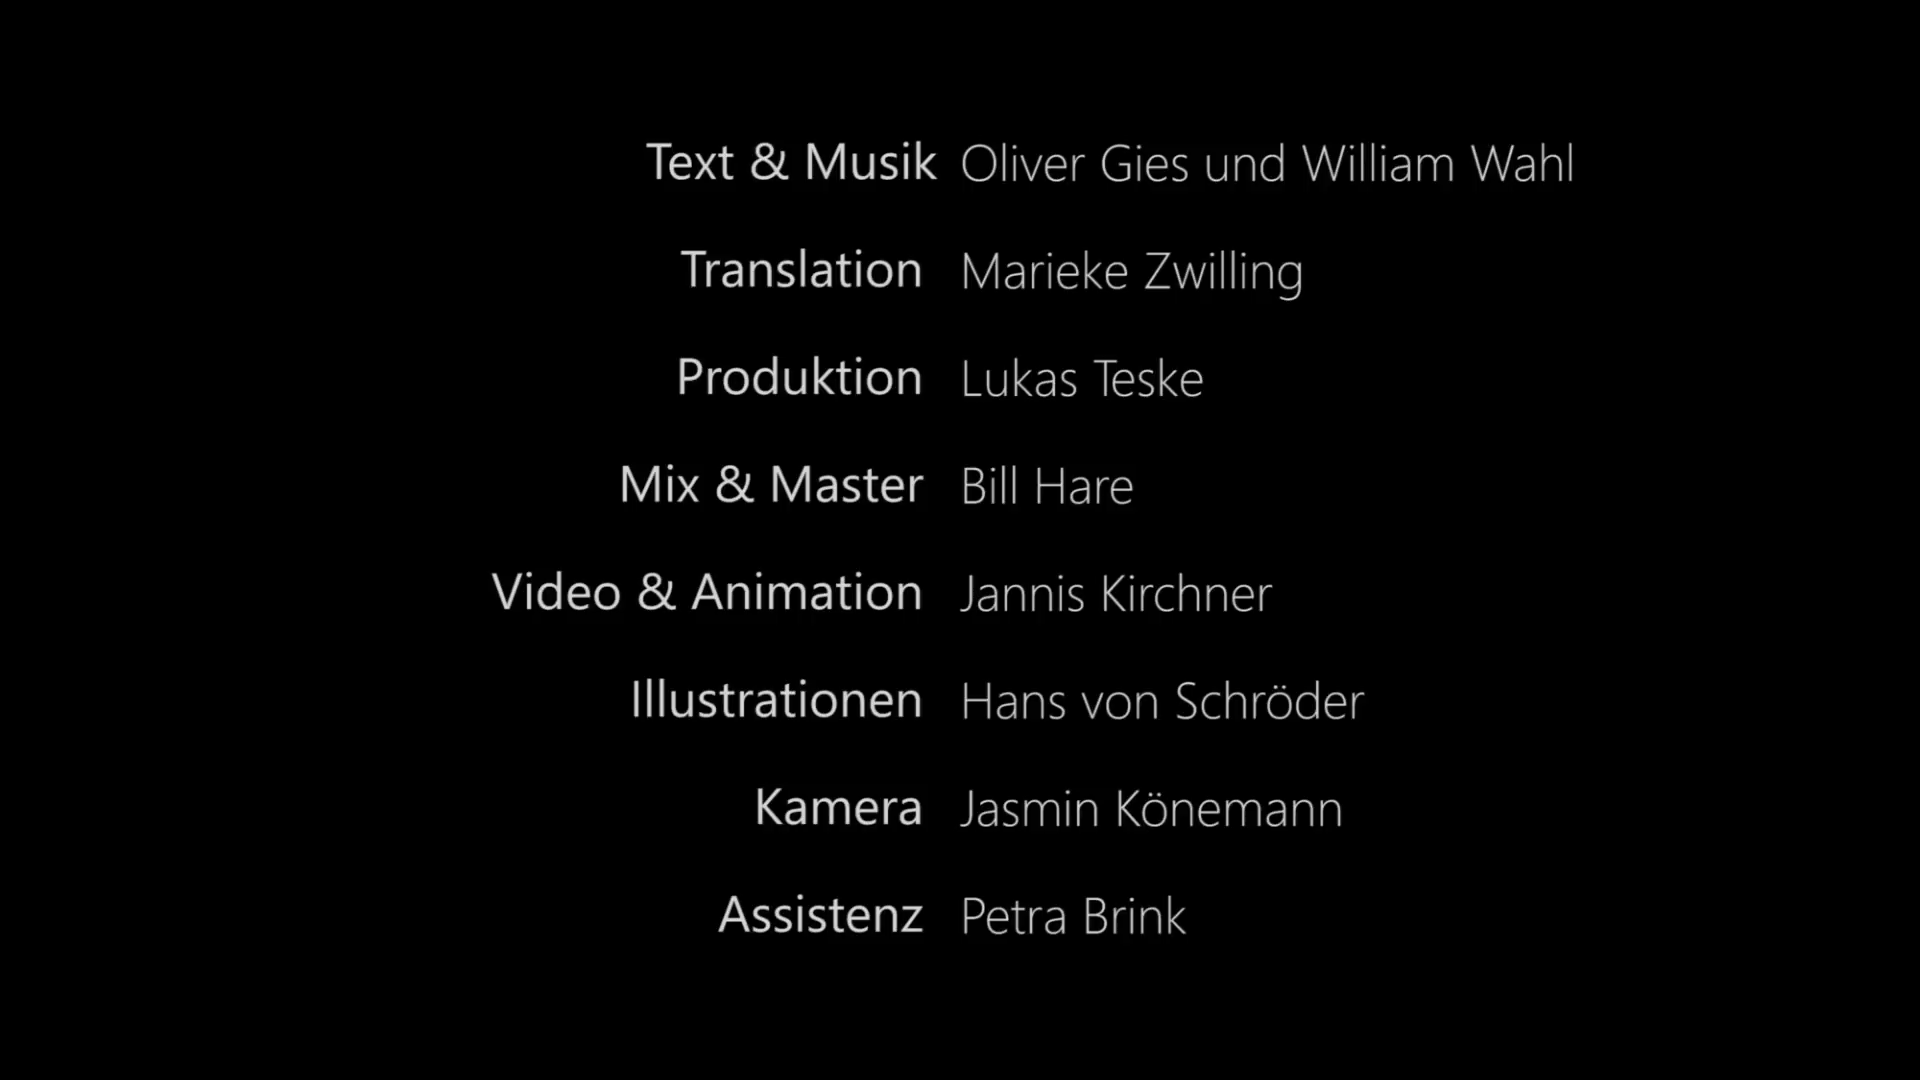 Text & Musik Oliver Gies und William Wahl
Translation Marieke Zwilling
Produktion Lukas Teske
Mix & Master Bill Hare
Video & Animation Jannis Kirchner
Illustrationen Hans von Schröder
Kamera Jasmin Könemann
Assistenz Petra Brink